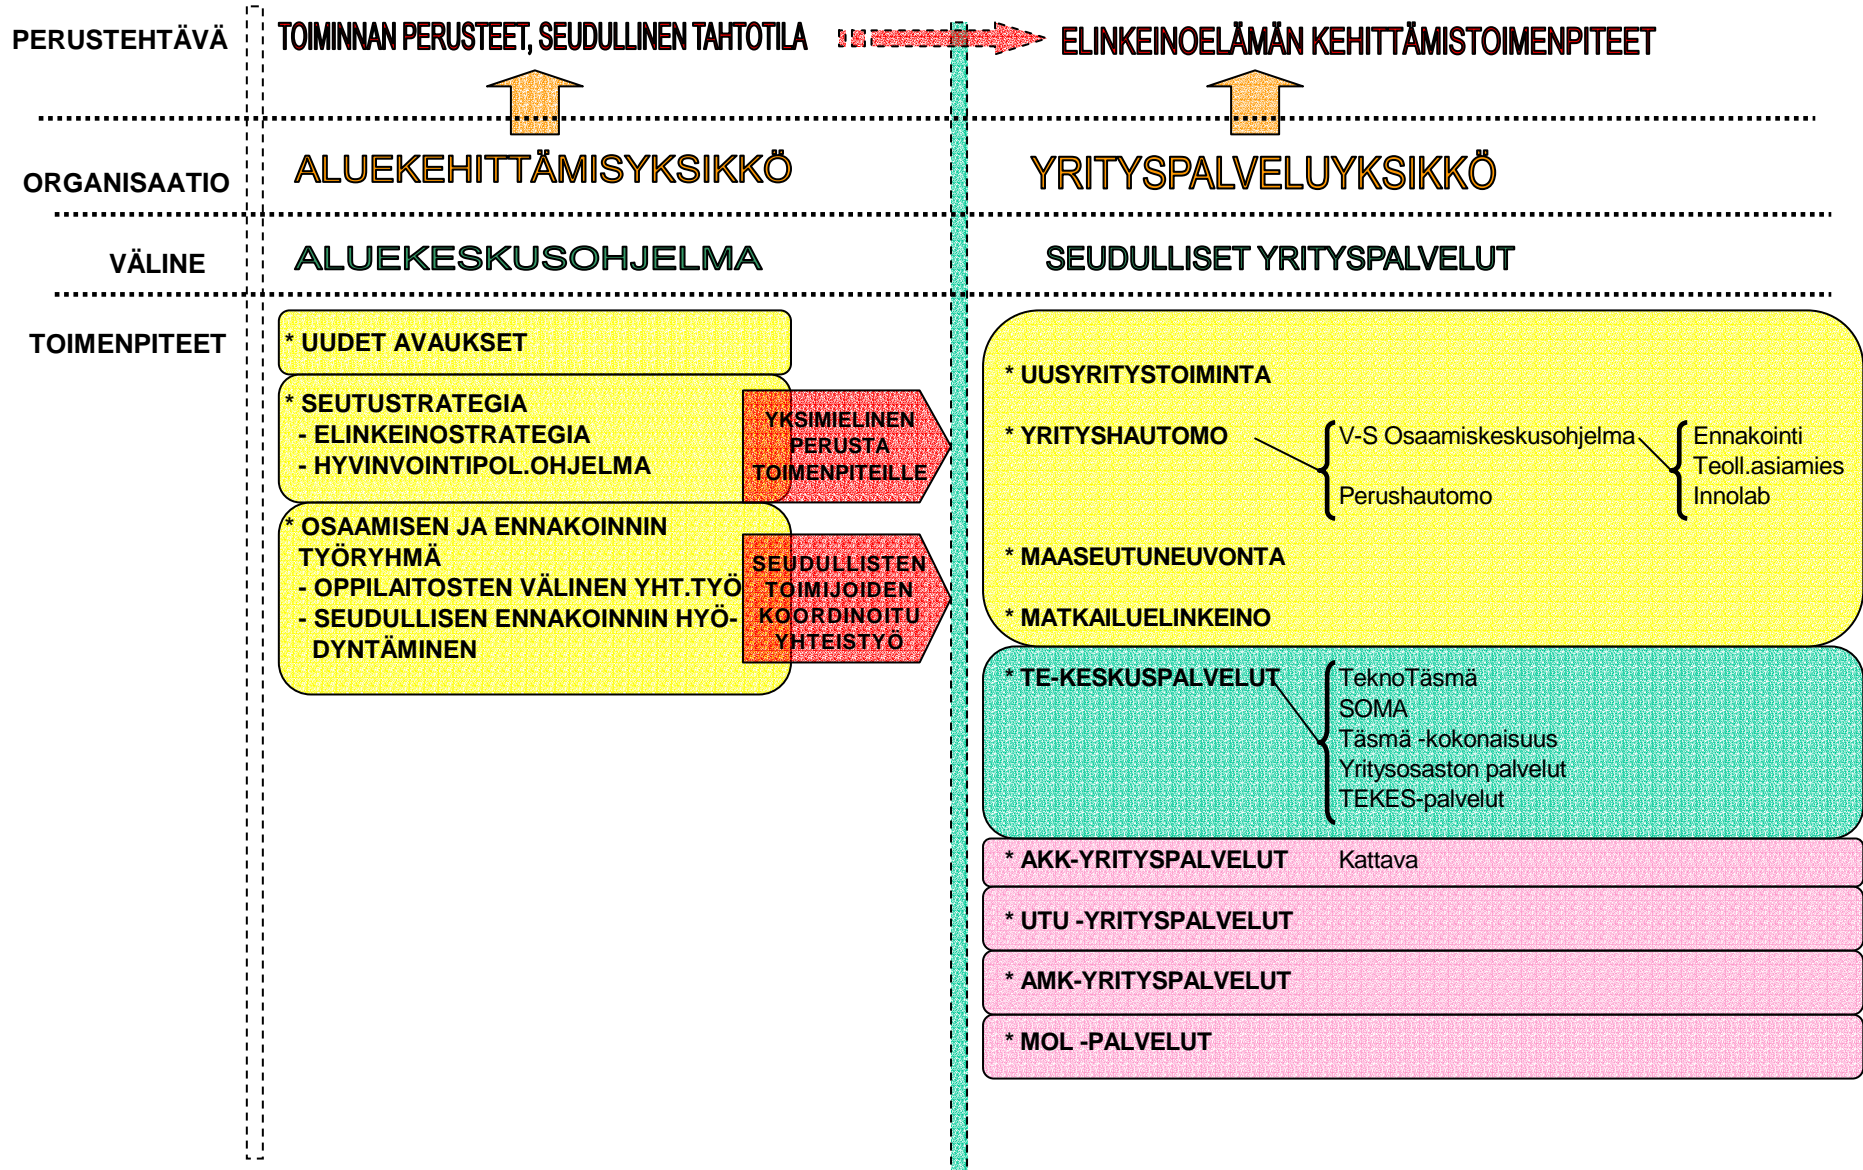 PERUSTEHTÄVÄ
TOIMINNAN PERUSTEET, SEUDULLINEN TAHTOTILA
ELINKEINOELÄMÄN KEHITTÄMISTOIMENPITEET
ORGANISAATIO
ALUEKEHITTÄMISYKSIKKÖ
YRITYSPALVELUYKSIKKÖ
VÄLINE
ALUEKESKUSOHJELMA
SEUDULLISET YRITYSPALVELUT
TOIMENPITEET
* UUDET AVAUKSET
* SEUTUSTRATEGIA
- ELINKEINOSTRATEGIA
- HYVINVOINTIPOL.OHJELMA
YKSIMIELINEN
PERUSTA
TOIMENPITEILLE
* OSAAMISEN JA ENNAKOINNIN
TYÖRYHMÄ
- OPPILAITOSTEN VÄLINEN YHT.TYÖ
- SEUDULLISEN ENNAKOINNIN HYÖ-
DYNTÄMINEN
SEUDULLISTEN
TOIMIJOIDEN
KOORDINOITU
YHTEISTYÖ
* UUSYRITYSTOIMINTA
* YRITYSHAUTOMO
V-S Osaamiskeskusohjelma
Perushautomo
Ennakointi
Teoll.asiamies
Innolab
* MAASEUTUNEUVONTA
* MATKAILUELINKEINO
* TE-KESKUSPALVELUT
TeknoTäsmä
SOMA
Täsmä -kokonaisuus
Yritysosaston palvelut
TEKES-palvelut
* AKK-YRITYSPALVELUT Kattava
* UTU -YRITYSPALVELUT
* AMK-YRITYSPALVELUT
* MOL -PALVELUT